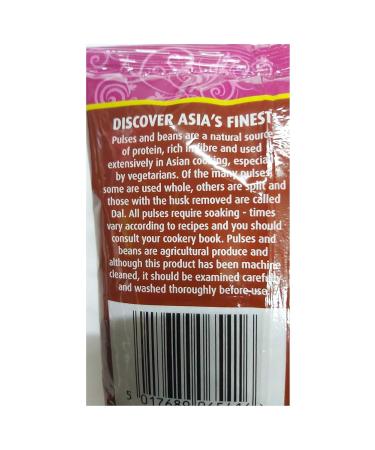 DISCOVER ASIA'S FINEST
Pulses and beans are a natural source
of protein, rich in fibre and used
extensively in Asian cooking, especially
by vegetarians. Of the many pulses,
some are used whole, others are split and
those with the husk removed are called
Dal. All pulses require soaking - times
vary according to recipes and you should
consult your cookery book. Pulses and
beans are agricultural produce and
although this product has been machine
cleaned, it should be examined carefully
and washed thoroughly before use.
5 017689